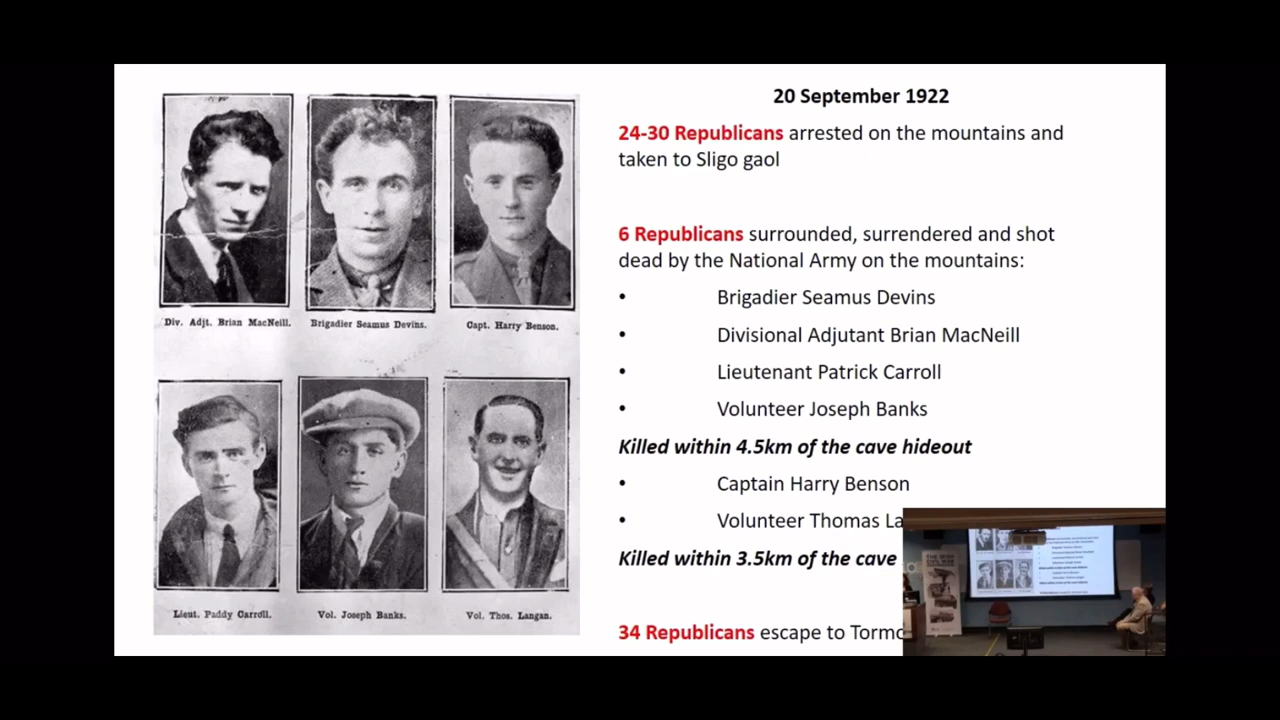 20 September 1922
24-30 Republicans arrested on the mountains and
taken to Sligo gaol
6 Republicans surrounded, surrendered and shot
dead by the National Army on the mountains:
• Brigadier Seamus Devins
• Divisional Adjutant Brian MacNeill
• Lieutenant Patrick Carroll
• Volunteer Joseph Banks
Killed within 4.5km of the cave hideout
• Captain Harry Benson
• Volunteer Thomas La
Killed within 3.5km of the cave
34 Republicans escape to Tormo
Div. Adjt. Brian MacNeill.
Brigadier Seamus Devins.
Capt. Harry Benson.
Lieut. Paddy Carroll.
Vol. Joseph Banks.
Vol. Thos. Langan.
THE IRISH
CIVIL WAR